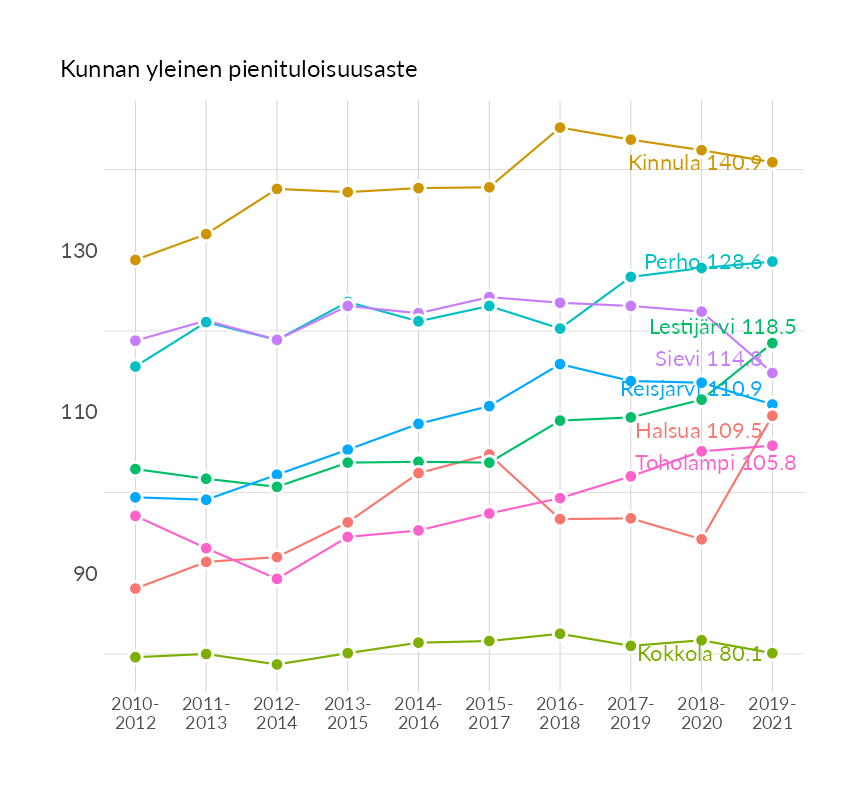 Kunnan yleinen pienituloisuusaste
Kinnula 140.9
130
Perho 128.6
Lestijärvi 118.5
Sievi 114.8
Reisjärvi 110.9
110
Halsua 109.5
Toholampi 105.8
90
Kokkola 80.1
2010- 2011- 2012- 2013- 2014- 2015- 2016- 2017- 2018- 2019-
2012 2013 2014 2015 2016 2017 2018 2019 2020 2021